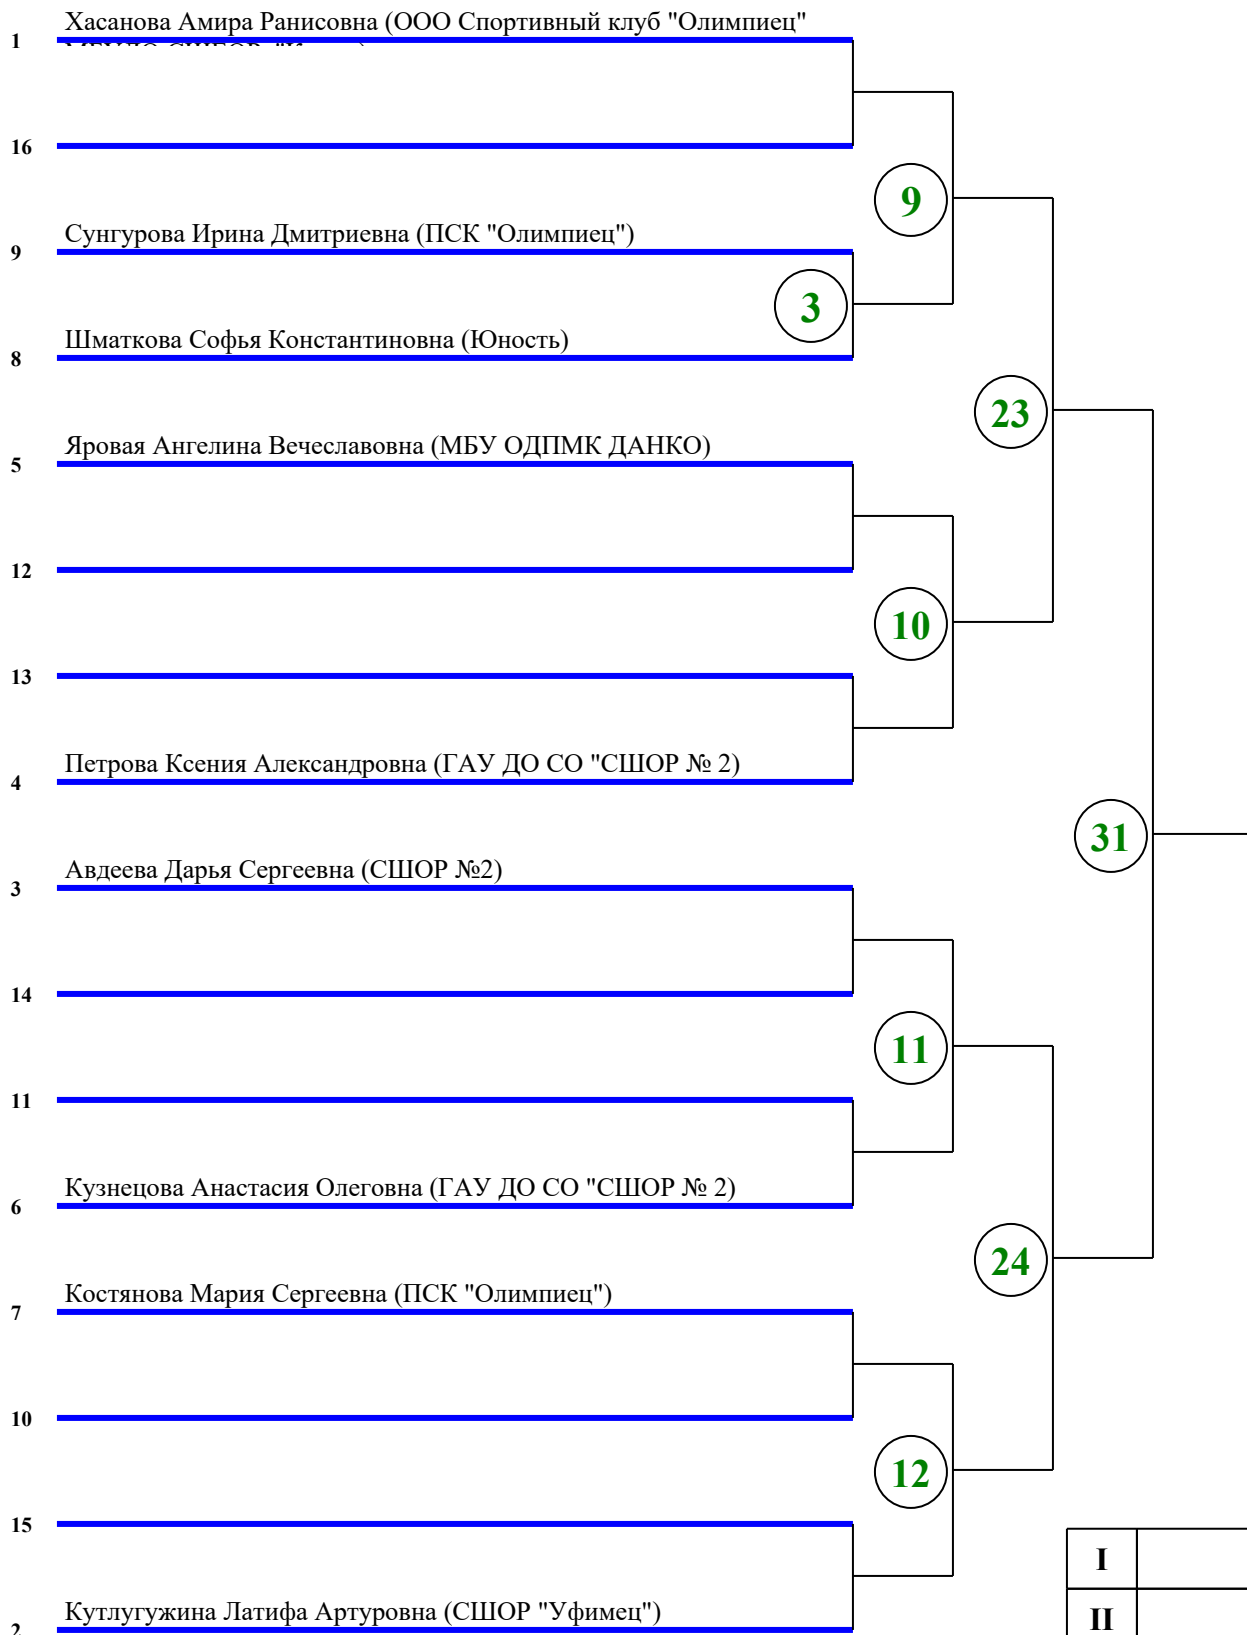 Хасанова Амира Ранисовна (ООО Спортивный клуб "Олимпиец"
1
16
9
Сунгурова Ирина Дмитриевна (ПСК "Олимпиец")
9
3
Шматкова Софья Константиновна (Юность)
8
23
Яровая Ангелина Вечеславовна (МБУ ОДПМК ДАНКО)
5
12
10
13
Петрова Ксения Александровна (ГАУ ДО СО "СШОР № 2)
4
31
Авдеева Дарья Сергеевна (СШОР №2)
3
14
11
11
Кузнецова Анастасия Олеговна (ГАУ ДО СО "СШОР № 2)
6
24
Костянова Мария Сергеевна (ПСК "Олимпиец")
7
10
12
15
I
Кутлугужина Латифа Артуровна (СШОР "Уфимец")
II
2